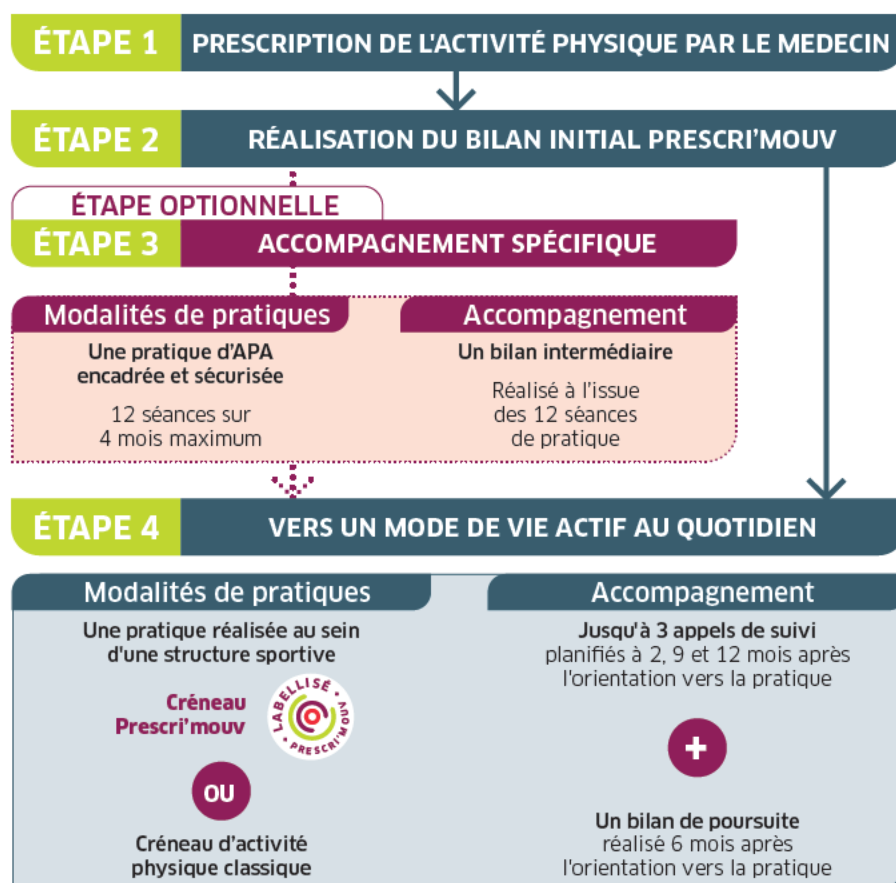 ÉTAPE 1
PRESCRIPTION DE L'ACTIVITÉ PHYSIQUE PAR LE MEDECIN
ÉTAPE 2
RÉALISATION DU BILAN INITIAL PRESCRI'MOUV
ÉTAPE OPTIONNELLE
ÉTAPE 3
ACCOMPAGNEMENT SPÉCIFIQUE
Modalités de pratiques
Une pratique d'APA
encadrée et sécurisée
12 séances sur
4 mois maximum
Accompagnement
Un bilan intermédiaire
Réalisé à l'issue
des 12 séances
de pratique
ÉTAPE 4
VERS UN MODE DE VIE ACTIF AU QUOTIDIEN
Modalités de pratiques
Une pratique réalisée au sein
d'une structure sportive
Créneau
Prescri'mouv
LABELLISÉ • PRESCRI'MOUV •
OU
Créneau d'activité
physique classique
Accompagnement
Jusqu'à 3 appels de suivi
planifiés à 2, 9 et 12 mois après
l'orientation vers la pratique
+
Un bilan de poursuite
réalisé 6 mois après
l'orientation vers la pratique